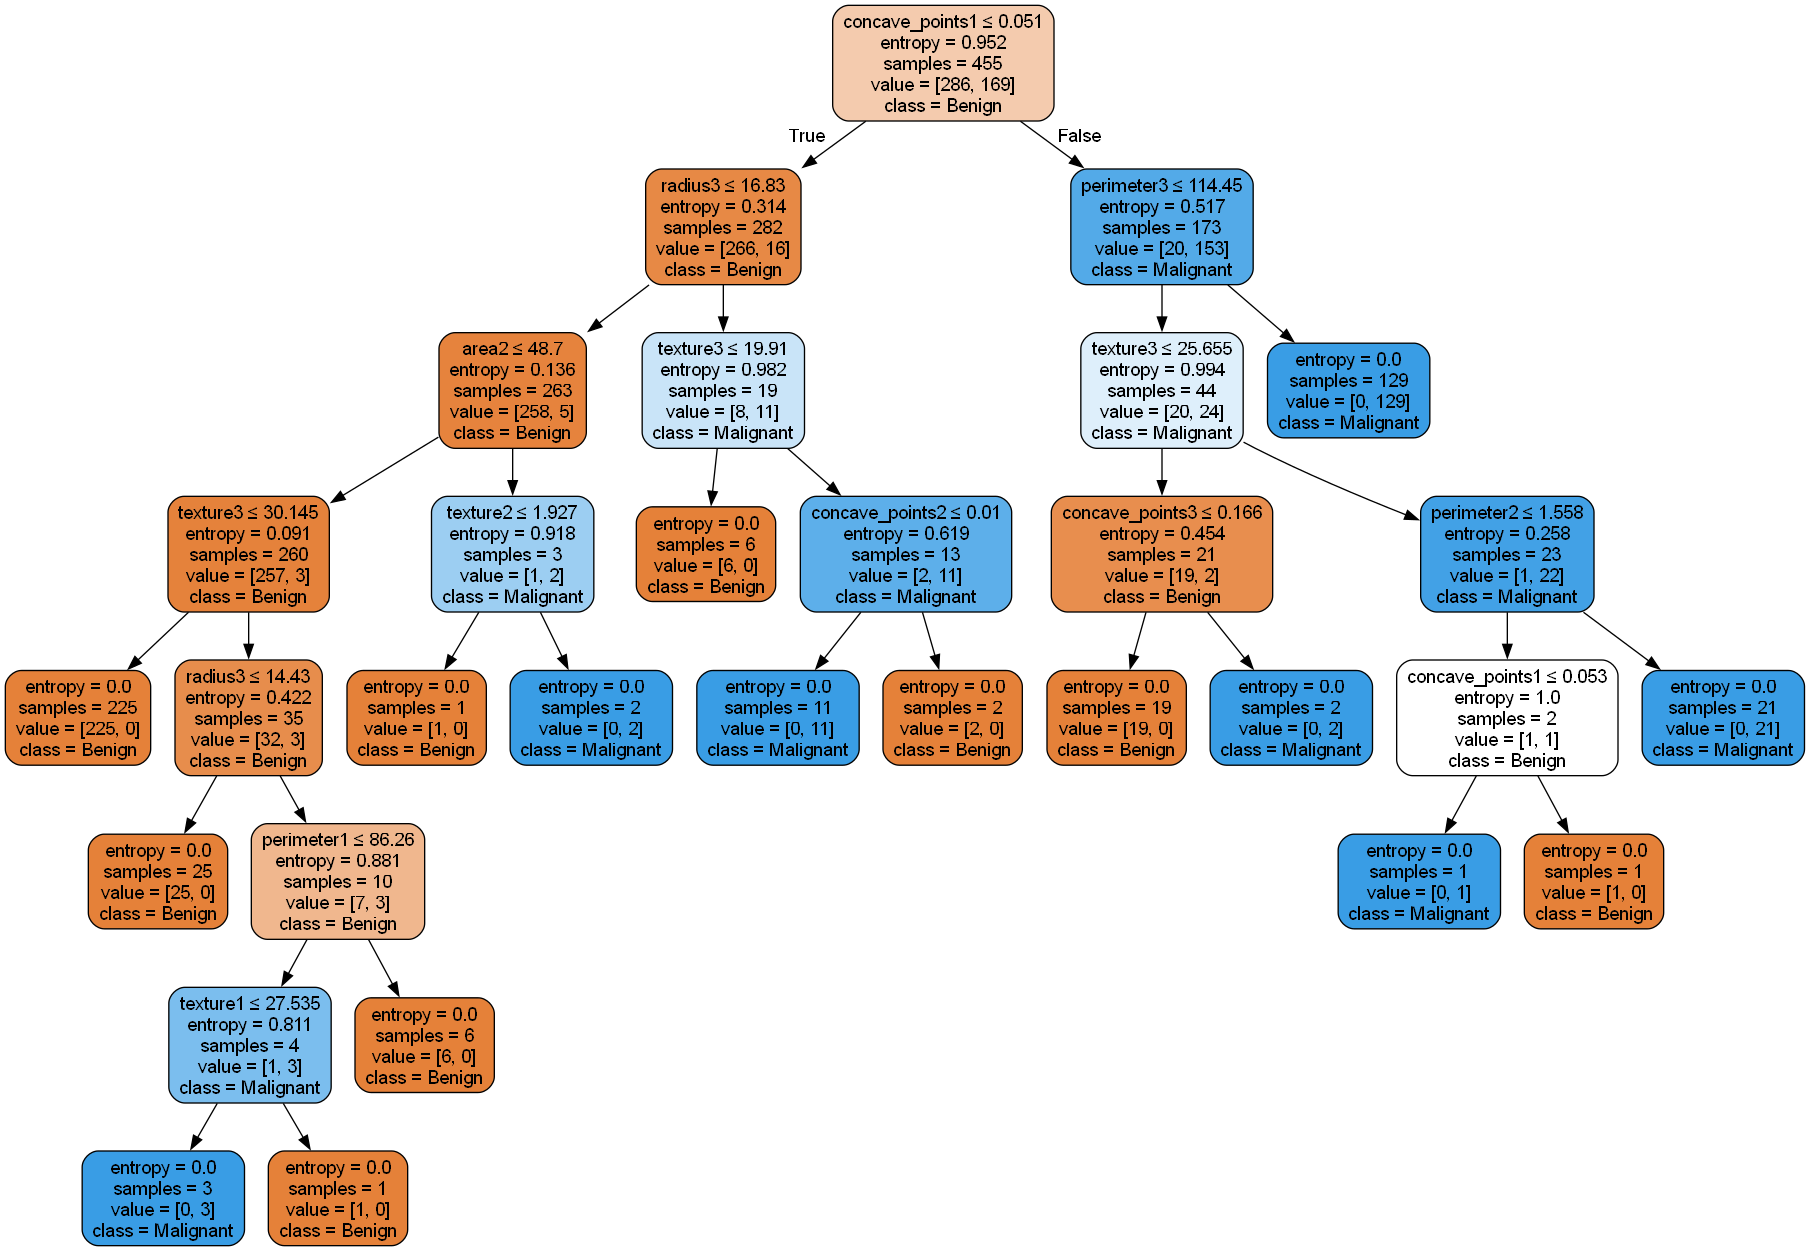 concave_points1 ≤ 0.051
entropy = 0.952
samples = 455
value = [286, 169]
class = Benign
True
False
radius3 ≤ 16.83
entropy = 0.314
samples = 282
value = [266, 16]
class = Benign
perimeter3 ≤ 114.45
entropy = 0.517
samples = 173
value = [20, 153]
class = Malignant
area2 ≤ 48.7
entropy = 0.136
samples = 263
value = [258, 5]
class = Benign
texture3 ≤ 19.91
entropy = 0.982
samples = 19
value = [8, 11]
class = Malignant
texture3 ≤ 25.655
entropy = 0.994
samples = 44
value = [20, 24]
class = Malignant
entropy = 0.0
samples = 129
value = [0, 129]
class = Malignant
texture3 ≤ 30.145
entropy = 0.091
samples = 260
value = [257, 3]
class = Benign
texture2 ≤ 1.927
entropy = 0.918
samples = 3
value = [1, 2]
class = Malignant
entropy = 0.0
samples = 6
value = [6, 0]
class = Benign
concave_points2 ≤ 0.01
entropy = 0.619
samples = 13
value = [2, 11]
class = Malignant
concave_points3 ≤ 0.166
entropy = 0.454
samples = 21
value = [19, 2]
class = Benign
perimeter2 ≤ 1.558
entropy = 0.258
samples = 23
value = [1, 22]
class = Malignant
entropy = 0.0
samples = 225
value = [225, 0]
class = Benign
radius3 ≤ 14.43
entropy = 0.422
samples = 35
value = [32, 3]
class = Benign
entropy = 0.0
samples = 1
value = [1, 0]
class = Benign
entropy = 0.0
samples = 2
value = [0, 2]
class = Malignant
entropy = 0.0
samples = 11
value = [0, 11]
class = Malignant
entropy = 0.0
samples = 2
value = [2, 0]
class = Benign
entropy = 0.0
samples = 19
value = [19, 0]
class = Benign
entropy = 0.0
samples = 2
value = [0, 2]
class = Malignant
concave_points1 ≤ 0.053
entropy = 1.0
samples = 2
value = [1, 1]
class = Benign
entropy = 0.0
samples = 21
value = [0, 21]
class = Malignant
entropy = 0.0
samples = 25
value = [25, 0]
class = Benign
perimeter1 ≤ 86.26
entropy = 0.881
samples = 10
value = [7, 3]
class = Benign
entropy = 0.0
samples = 1
value = [0, 1]
class = Malignant
entropy = 0.0
samples = 1
value = [1, 0]
class = Benign
texture1 ≤ 27.535
entropy = 0.811
samples = 4
value = [1, 3]
class = Malignant
entropy = 0.0
samples = 6
value = [6, 0]
class = Benign
entropy = 0.0
samples = 3
value = [0, 3]
class = Malignant
entropy = 0.0
samples = 1
value = [1, 0]
class = Benign